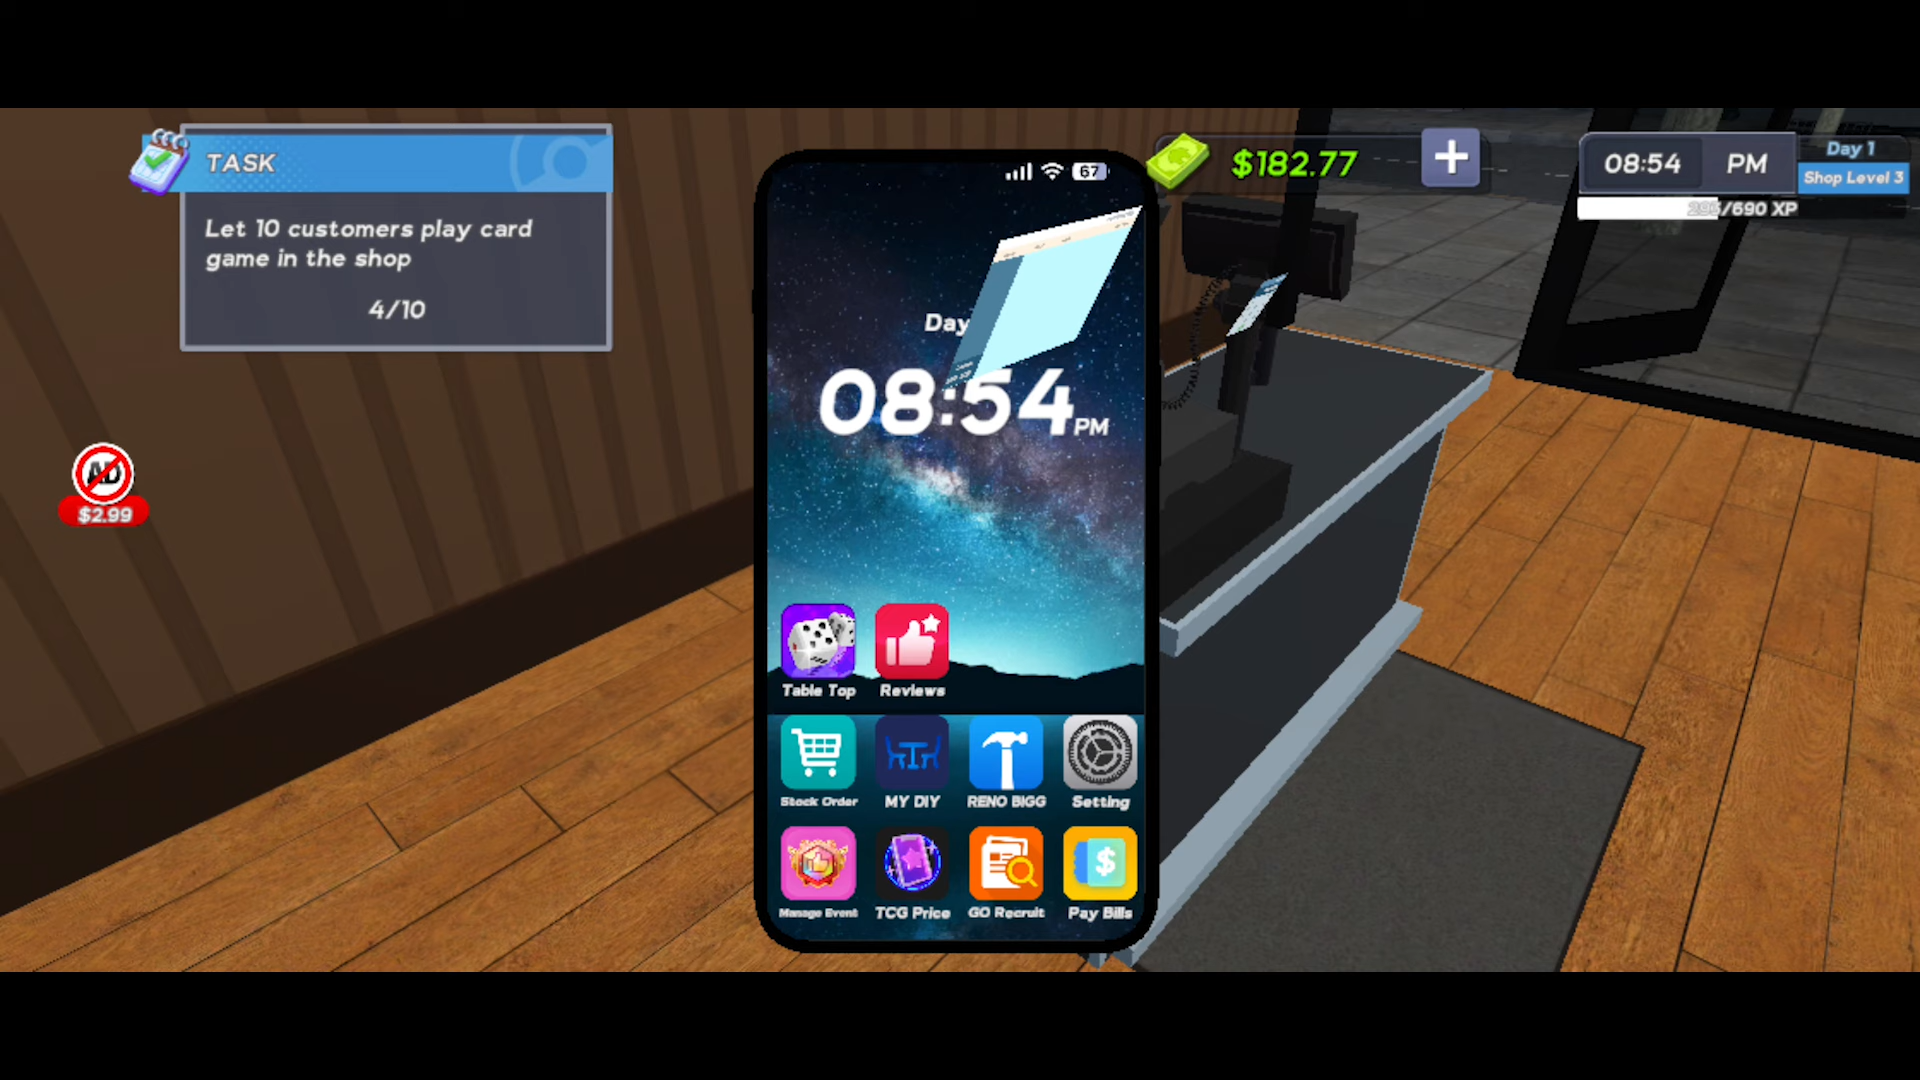 TASK
Let 10 customers play card
game in the shop
4/10
AD
$2.99
67
Day
08:54 PM
Table Top
Reviews
Stock Order
MY DIY
RENO BIGG
Setting
Manage Event
TCG Price
GO Recruit
Pay Bills
$182.77
+
08:54 PM
Day 1
Shop Level 3
/690 XP